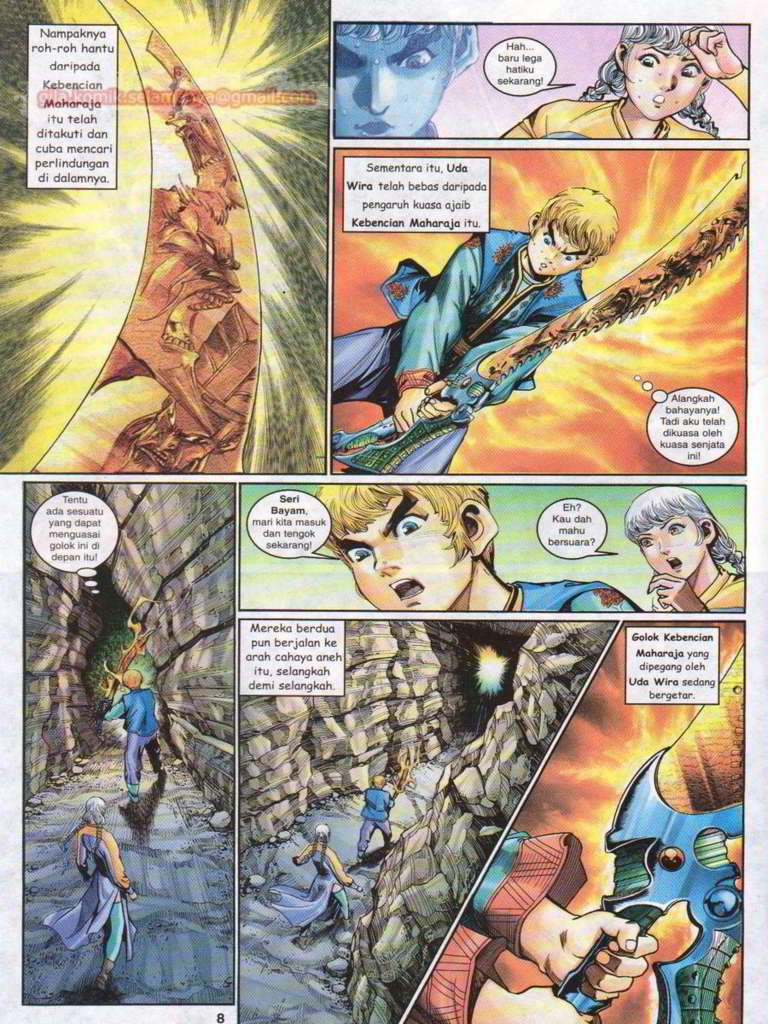 Nampaknya
roh-roh hantu
daripada
Kebencian
Maharaja
itu telah
ditakuti dan
cuba mencari
perlindungan
di dalamnya.
Hah...
baru lega
hatiku
sekarang!
Sementara itu, Uda
Wira telah bebas daripada
pengaruh kuasa ajaib
Kebencian Maharaja itu.
Alangkah
bahayanya!
Tadi aku telah
dikuasa oleh
kuasa senjata
ini!
Tentu
ada sesuatu
yang dapat
menguasai
golok ini di
depan itu!
Seri
Bayam,
mari kita masuk
dan tengok
sekarang!
Eh?
Kau dah
mahu
bersuara?
Mereka berdua
pun berjalan ke
arah cahaya aneh
itu, selangkah
demi selangkah.
Golok Kebencian
Maharaja yang
dipegang oleh
Uda Wira sedang
bergetar.
8